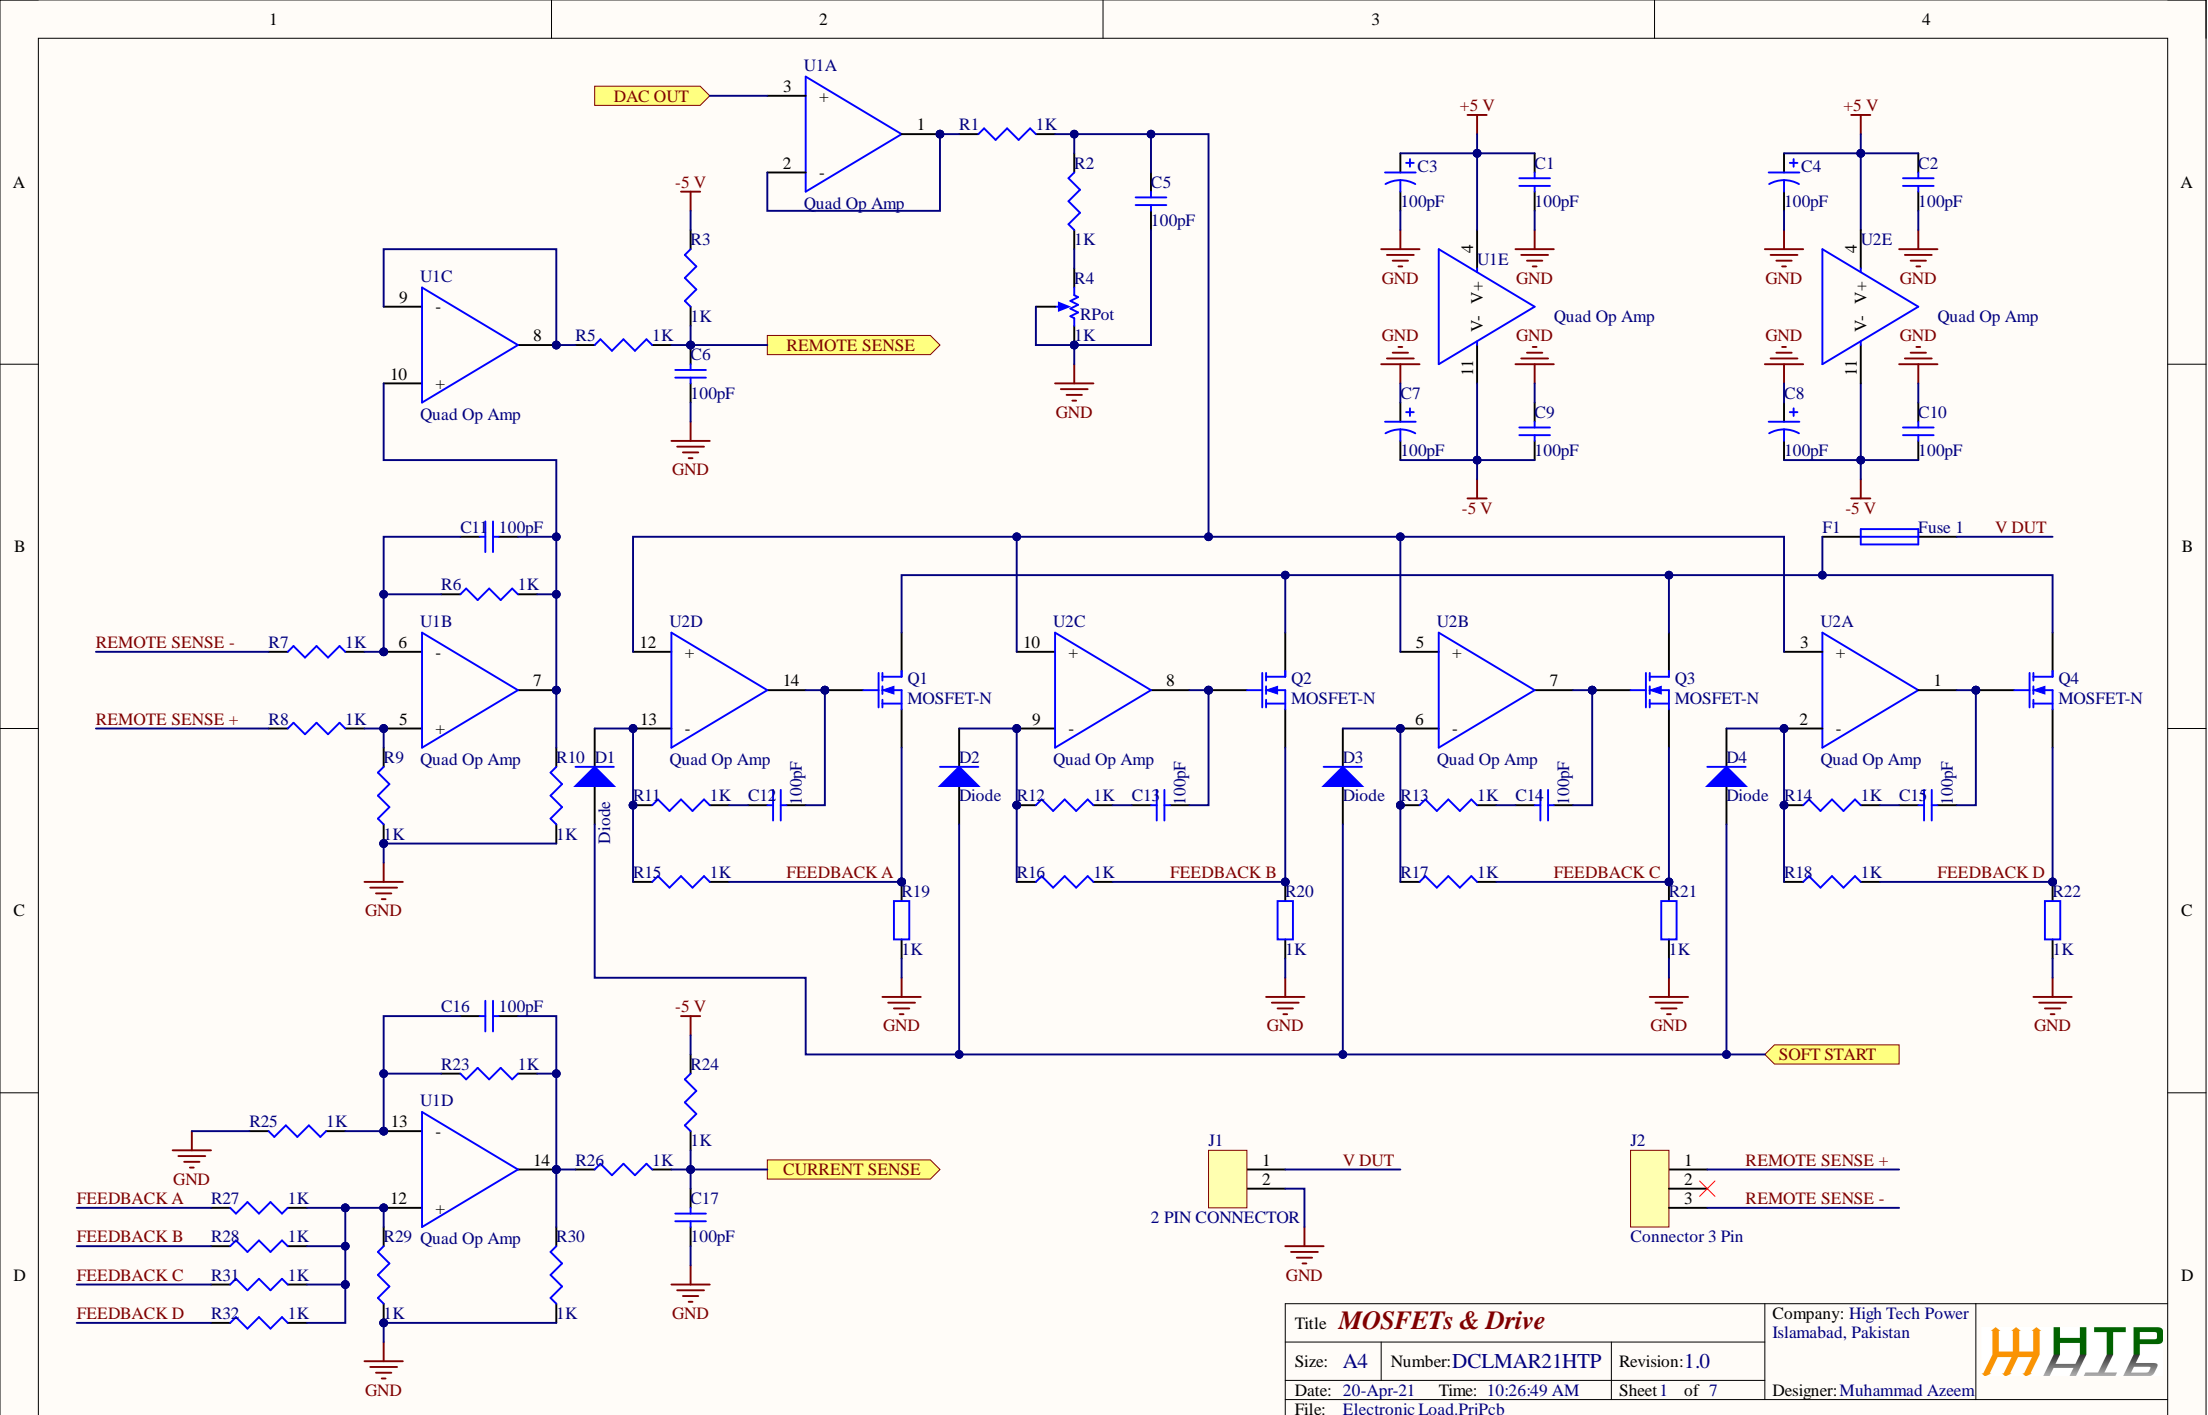 1 2 3 4
A A
B B
C C
D D
DAC OUT
U1A
3
+
2
-
1
Quad Op Amp
R1 1K
R2
1K
R4
RPot
1K
GND
C5
100pF
-5 V
R3
1K
U1C
9
-
8
10
+
Quad Op Amp
R5 1K
REMOTE SENSE
C6
100pF
GND
+5 V
+ C3
100pF
GND
C1
100pF
GND
4
U1E
V+
V-
11
Quad Op Amp
GND
C7
+
100pF
GND
C9
100pF
-5 V
+5 V
+ C4
100pF
GND
C2
100pF
GND
4
U2E
V+
V-
11
Quad Op Amp
GND
C8
+
100pF
GND
C10
100pF
-5 V
C11 100pF
R6 1K
U1B
REMOTE SENSE - R7 1K 6
-
7
REMOTE SENSE + R8 1K 5
+
Quad Op Amp
R9
1K
R10
1K
GND
F1 Fuse 1 V DUT
U2D
12
+
14
13
-
Quad Op Amp
Q1
MOSFET-N
D1
Diode
R11 1K C12 100pF
R15 1K FEEDBACK A
R19
1K
GND
U2C
10
+
8
9
-
Quad Op Amp
Q2
MOSFET-N
D2
Diode
R12 1K C13 100pF
R16 1K FEEDBACK B
R20
1K
GND
U2B
5
+
7
6
-
Quad Op Amp
Q3
MOSFET-N
D3
Diode
R13 1K C14 100pF
R17 1K FEEDBACK C
R21
1K
GND
U2A
3
+
1
2
-
Quad Op Amp
Q4
MOSFET-N
D4
Diode
R14 1K C15 100pF
R18 1K FEEDBACK D
R22
1K
GND
SOFT START
C16 100pF
R23 1K
U1D
R25 1K 13
-
GND
14
12
+
Quad Op Amp
FEEDBACK A R27 1K
FEEDBACK B R28 1K
FEEDBACK C R31 1K
FEEDBACK D R32 1K
R29
1K
R30
1K
GND
-5 V
R24
1K
R26 1K
CURRENT SENSE
C17
100pF
GND
J1
1 V DUT
2
2 PIN CONNECTOR
GND
J2
1 REMOTE SENSE +
2
3 REMOTE SENSE -
Connector 3 Pin
Title MOSFETs & Drive
Company: High Tech Power
Islamabad, Pakistan
Size: A4 Number:DCLMAR21HTP Revision:1.0
Date: 20-Apr-21 Time: 10:26:49 AM Sheet 1 of 7 Designer:Muhammad Azeem
File: Electronic Load.PrjPcb
HTP